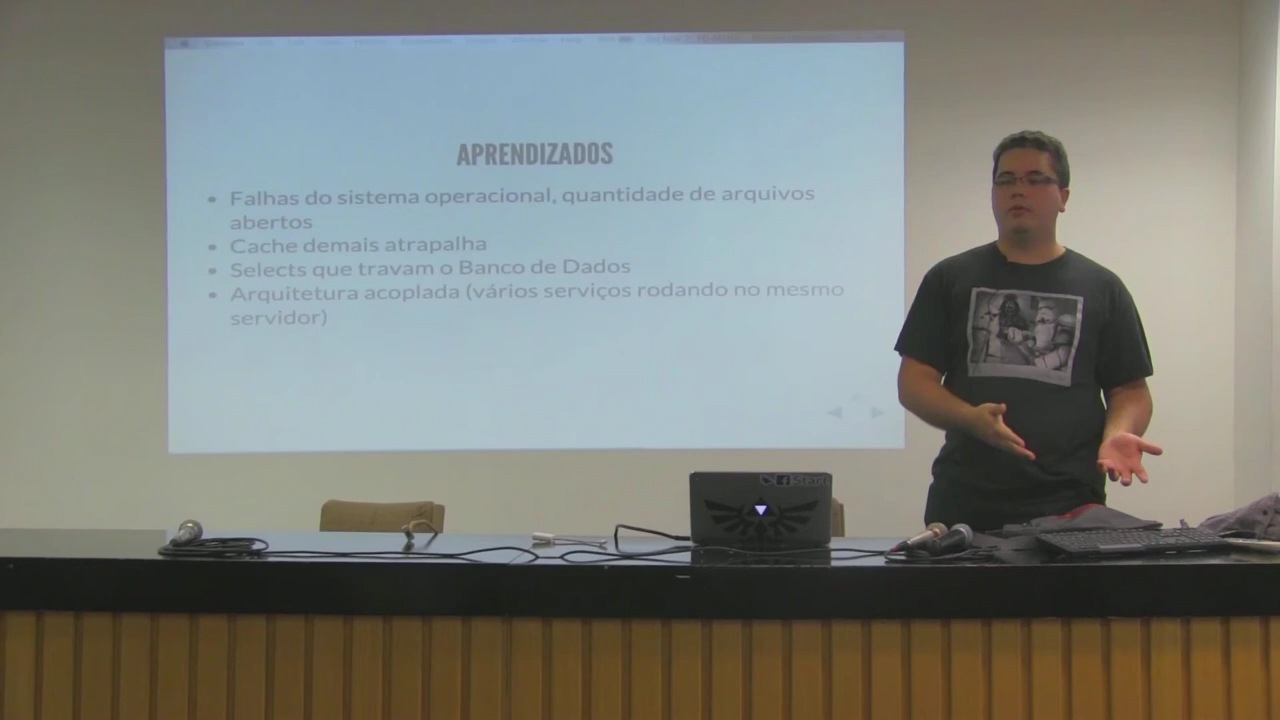 APRENDIZADOS
• Falhas do sistema operacional, quantidade de arquivos
abertos
• Cache demais atrapalha
• Selects que travam o Banco de Dados
• Arquitetura acoplada (vários serviços rodando no mesmo
servidor)
Start